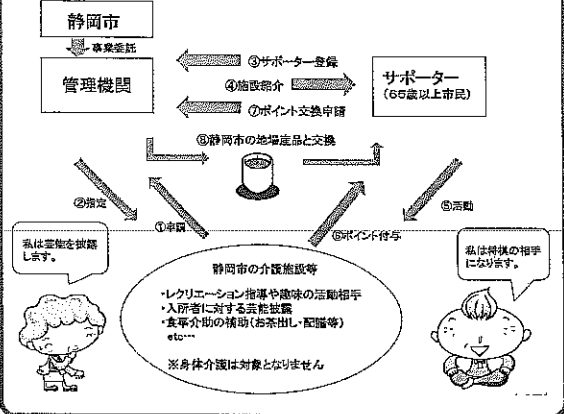 静岡市
事業委託
管理機関
③サポーター登録
④施設紹介
⑦ポイント交換申請
サポーター
(65歳以上市民)
⑧静岡市の地場産品と交換
②指定
①申請
⑥ポイント付与
⑤活動
私は芸能を披露
します。
私は将棋の相手
になります。
静岡市の介護施設等
・レクリエーション指導や趣味の活動相手
・入所者に対する芸能披露
・食事介助の補助(お茶出し・配膳等)
etc…
※身体介護は対象となりません